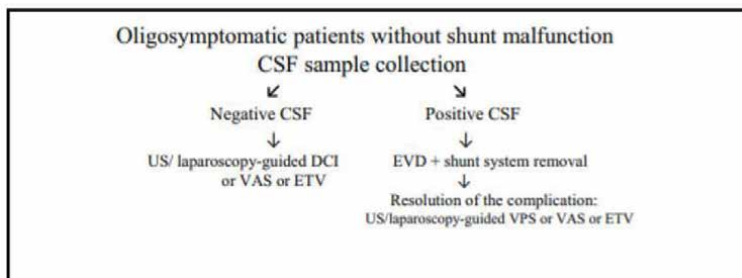 Oligosymptomatic patients without shunt malfunction
CSF sample collection
Negative CSF
Positive CSF
US/ laparoscopy-guided DCI
or VAS or ETV
EVD + shunt system removal
Resolution of the complication:
US/laparoscopy-guided VPS or VAS or ETV